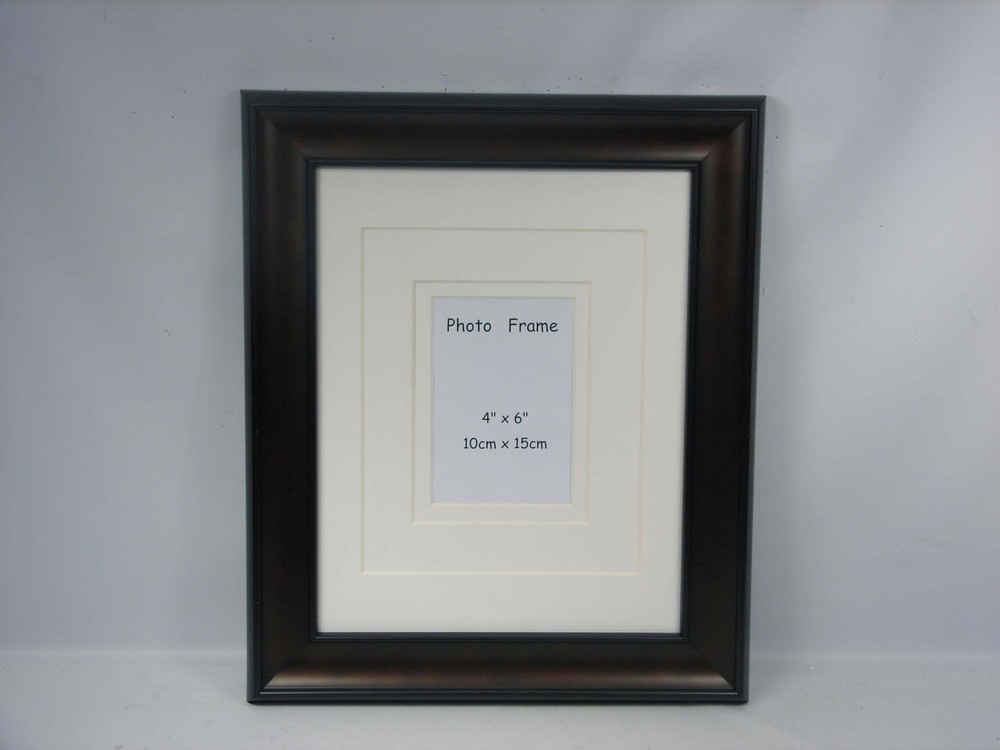 Photo Frame
4" x 6"
10cm x 15cm